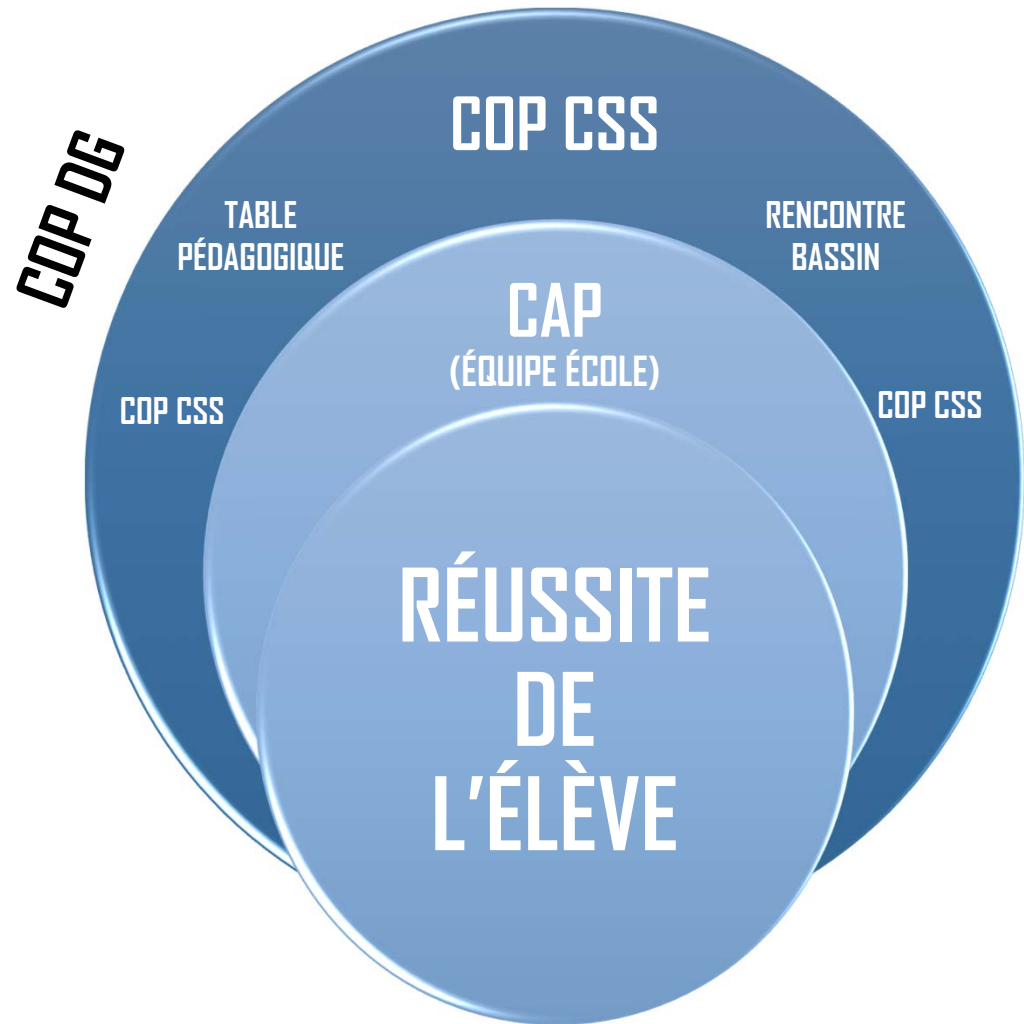 COP DG
COP CSS
TABLE
PÉDAGOGIQUE
RENCONTRE
BASSIN
CAP
(ÉQUIPE ÉCOLE)
COP CSS
COP CSS
RÉUSSITE
DE
L'ÉLÈVE